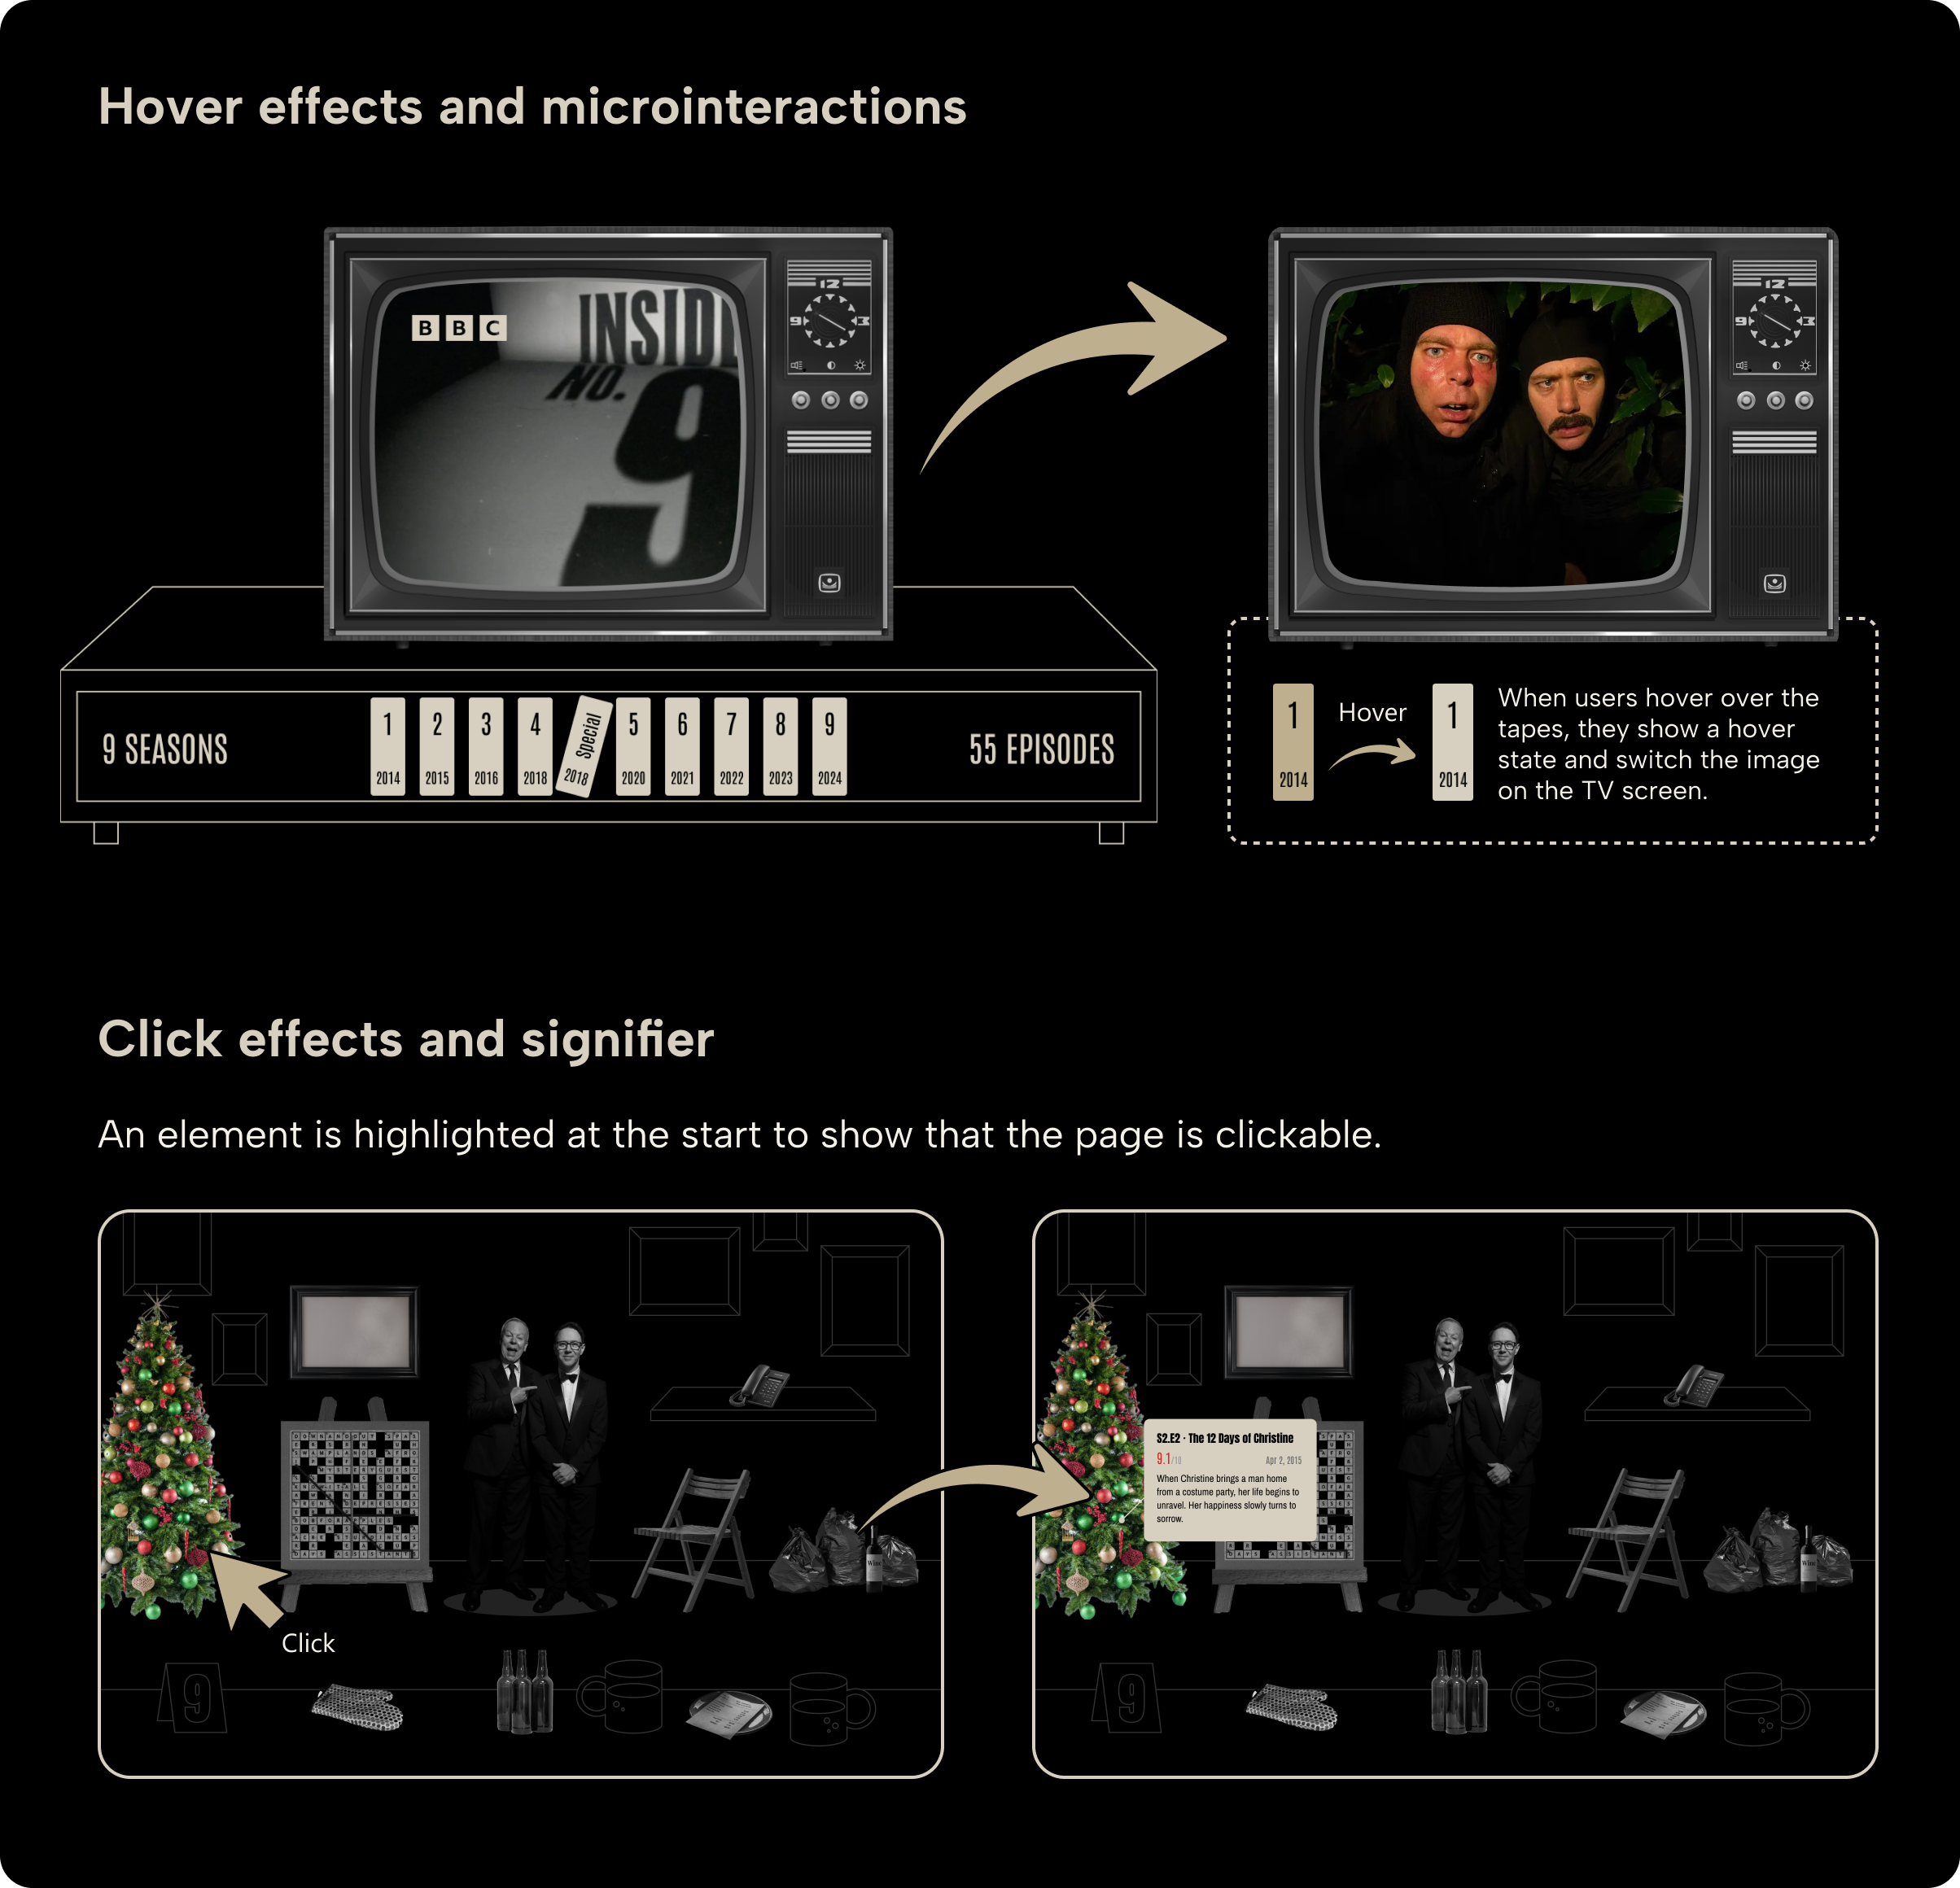 Hover effects and microinteractions
BBC
INSIDE
NO.
9
12
9 3
12
9 3
9 SEASONS
1
2014
2
2015
3
2016
4
2018
Special
2018
5
2020
6
2021
7
2022
8
2023
9
2024
55 EPISODES
1
2014
Hover
1
2014
When users hover over the
tapes, they show a hover
state and switch the image
on the TV screen.
Click effects and signifier
An element is highlighted at the start to show that the page is clickable.
Click
Wine
9
S2.E2 · The 12 Days of Christine
9.1/10
Apr 2, 2015
When Christine brings a man home
from a costume party, her life begins to
unravel. Her happiness slowly turns to
sorrow.
Wine
9